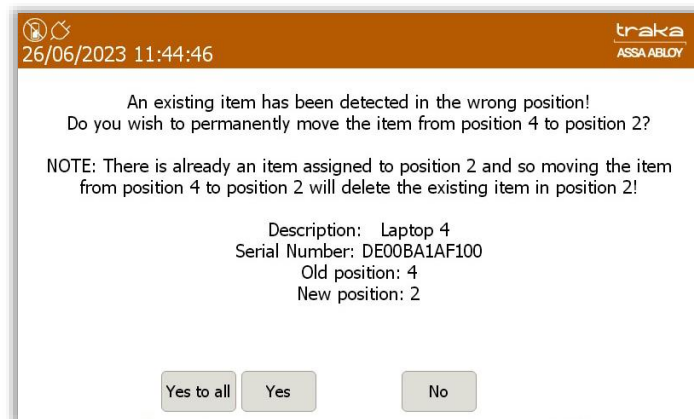 26/06/2023 11:44:46
traka
ASSA ABLOY
An existing item has been detected in the wrong position!
Do you wish to permanently move the item from position 4 to position 2?
NOTE: There is already an item assigned to position 2 and so moving the item
from position 4 to position 2 will delete the existing item in position 2!
Description: Laptop 4
Serial Number: DE00BA1AF100
Old position: 4
New position: 2
Yes to all
Yes
No